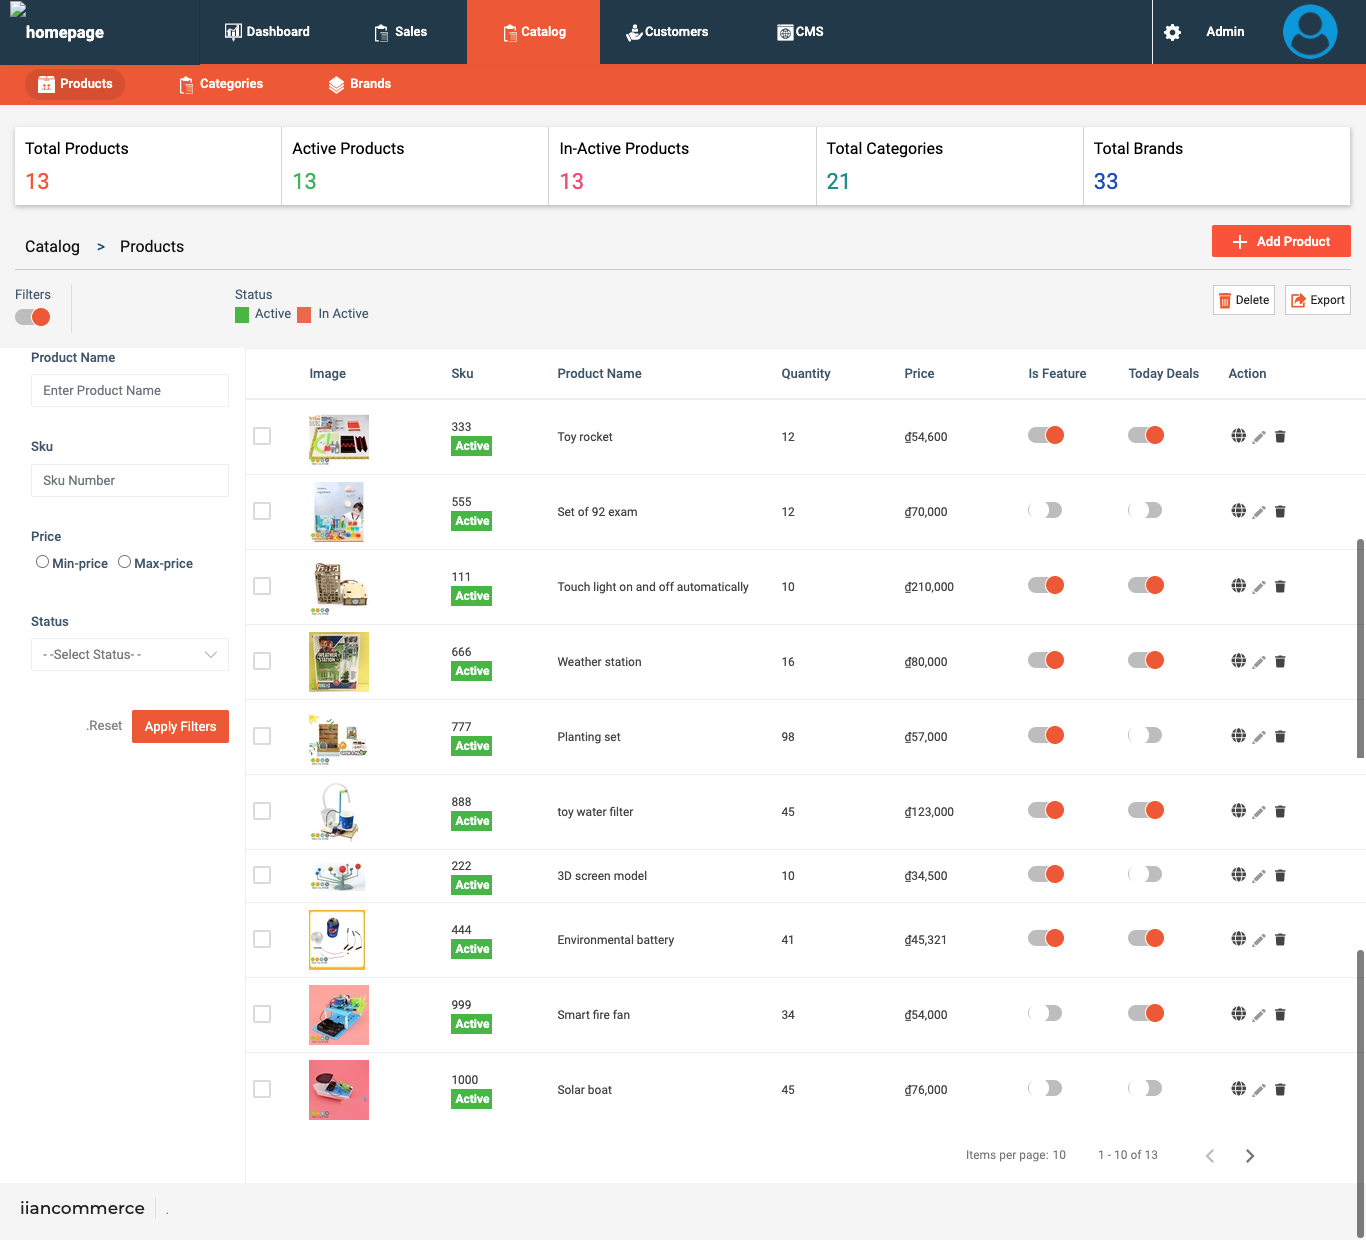 homepage
Dashboard
Sales
Catalog
Customers
CMS
Admin
Products
Categories
Brands
Total Products
13
Active Products
13
In-Active Products
13
Total Categories
21
Total Brands
33
Catalog > Products
Add Product
Filters
Status
Active In Active
Delete
Export
Product Name
Enter Product Name
Sku
Sku Number
Price
Min-price Max-price
Status
- -Select Status- -
.Reset
Apply Filters
Image Sku Product Name Quantity Price Is Feature Today Deals Action
333
Active
Toy rocket 12 ₫54,600
555
Active
Set of 92 exam 12 ₫70,000
111
Active
Touch light on and off automatically 10 ₫210,000
666
Active
Weather station 16 ₫80,000
777
Active
Planting set 98 ₫57,000
888
Active
toy water filter 45 ₫123,000
222
Active
3D screen model 10 ₫34,500
444
Active
Environmental battery 41 ₫45,321
999
Active
Smart fire fan 34 ₫54,000
1000
Active
Solar boat 45 ₫76,000
Items per page: 10 1 - 10 of 13
iiancommerce .